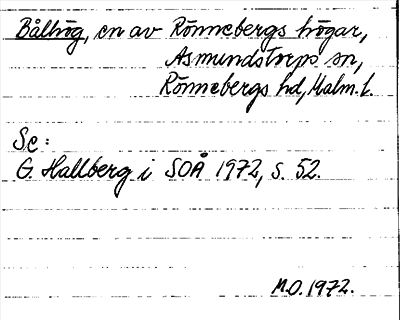 Bålhög, en av Rönnebergs högar,
Asmundstorps sn,
Rönnebergs hd, Malm. l.
Se:
G. Hallberg i SOÅ 1972, s. 52.
M.O. 1972.